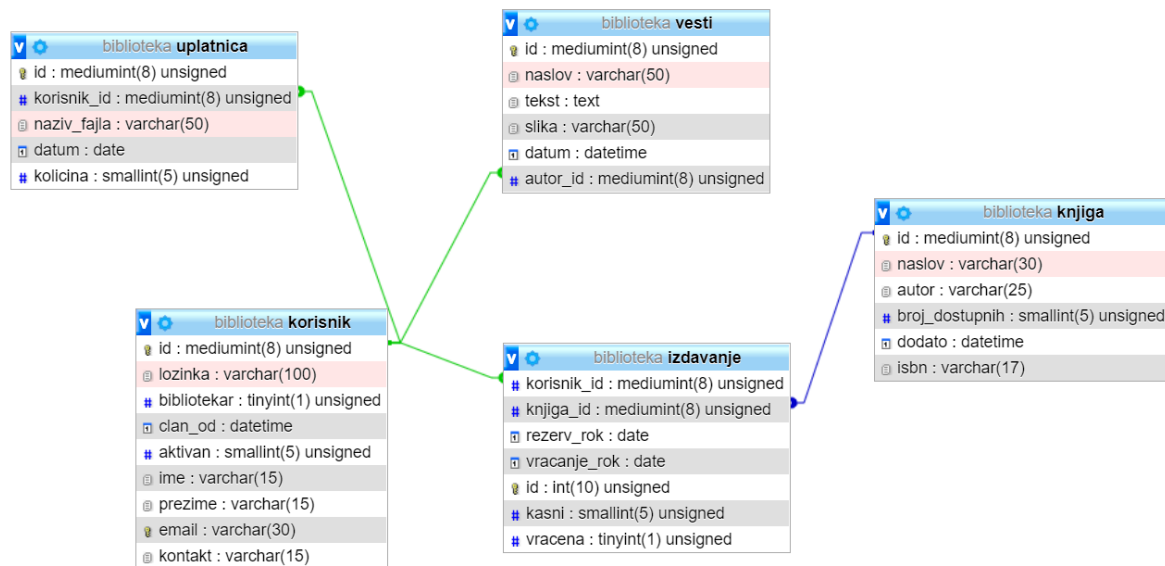 biblioteka uplatnica
id : mediumint(8) unsigned
korisnik_id : mediumint(8) unsigned
naziv_fajla : varchar(50)
datum : date
kolicina : smallint(5) unsigned
biblioteka vesti
id : mediumint(8) unsigned
naslov : varchar(50)
tekst : text
slika : varchar(50)
datum : datetime
autor_id : mediumint(8) unsigned
biblioteka knjiga
id : mediumint(8) unsigned
naslov : varchar(30)
autor : varchar(25)
broj_dostupnih : smallint(5) unsigned
dodato : datetime
isbn : varchar(17)
biblioteka korisnik
id : mediumint(8) unsigned
lozinka : varchar(100)
bibliotekar : tinyint(1) unsigned
clan_od : datetime
aktivan : smallint(5) unsigned
ime : varchar(15)
prezime : varchar(15)
email : varchar(30)
kontakt : varchar(15)
biblioteka izdavanje
korisnik_id : mediumint(8) unsigned
knjiga_id : mediumint(8) unsigned
rezerv_rok : date
vracanje_rok : date
id : int(10) unsigned
kasni : smallint(5) unsigned
vracena : tinyint(1) unsigned